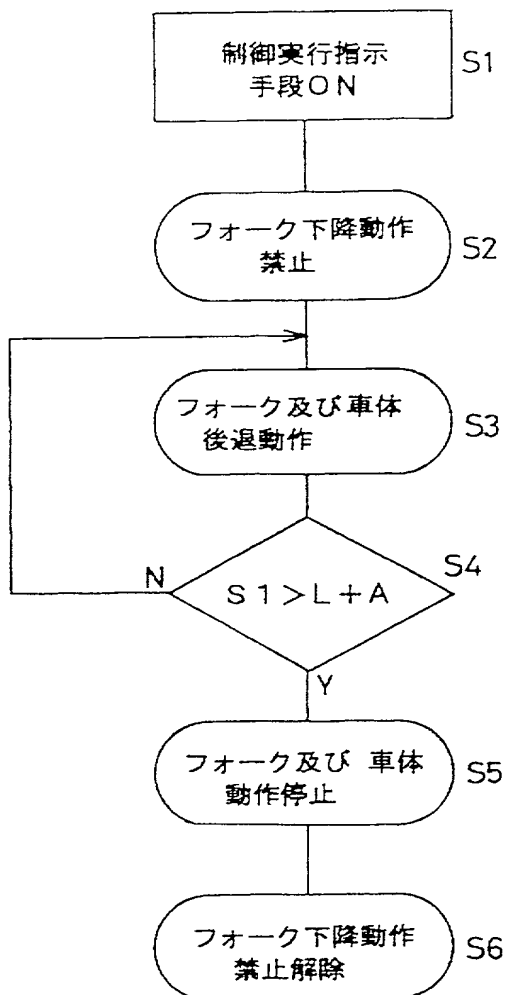 制御実行指示
手段ON
S1
フォーク下降動作
禁止
S2
フォーク及び車体
後退動作
S3
S1>L+A
S4
N
Y
フォーク及び 車体
動作停止
S5
フォーク下降動作
禁止解除
S6